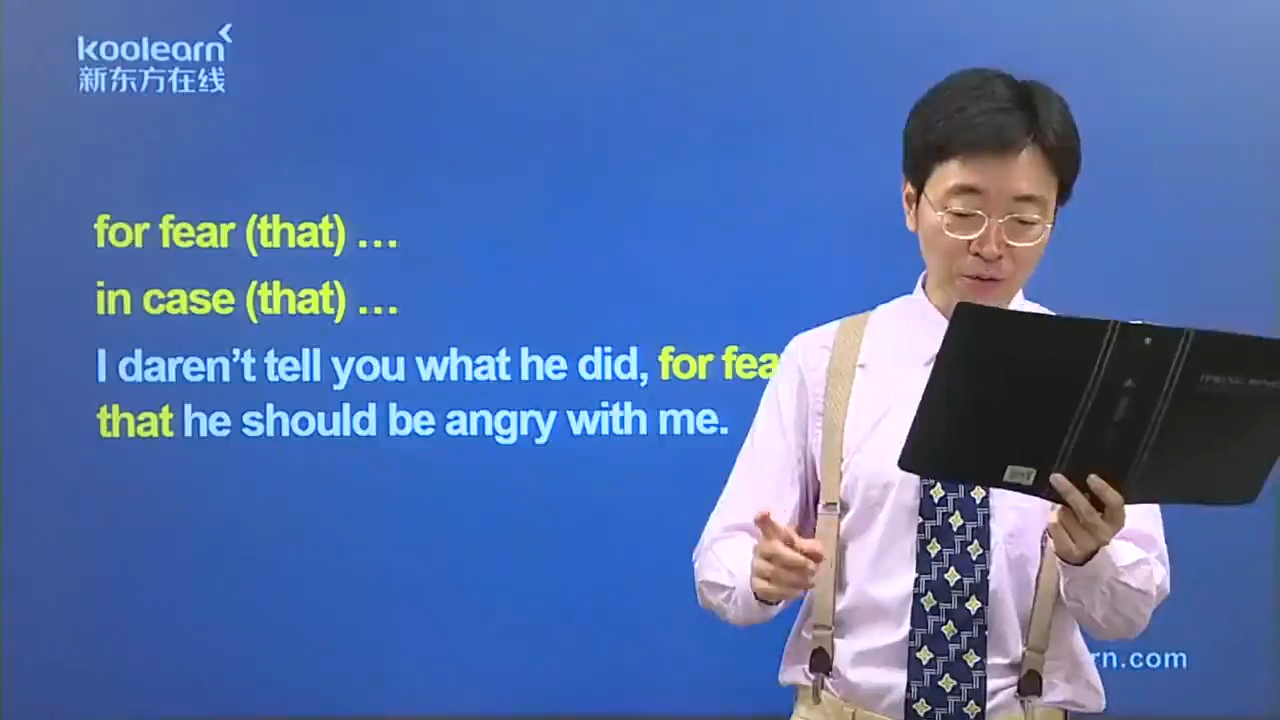 koolearn
新东方在线
for fear (that) …
in case (that) …
I daren’t tell you what he did, for fea
that he should be angry with me.
rn.com